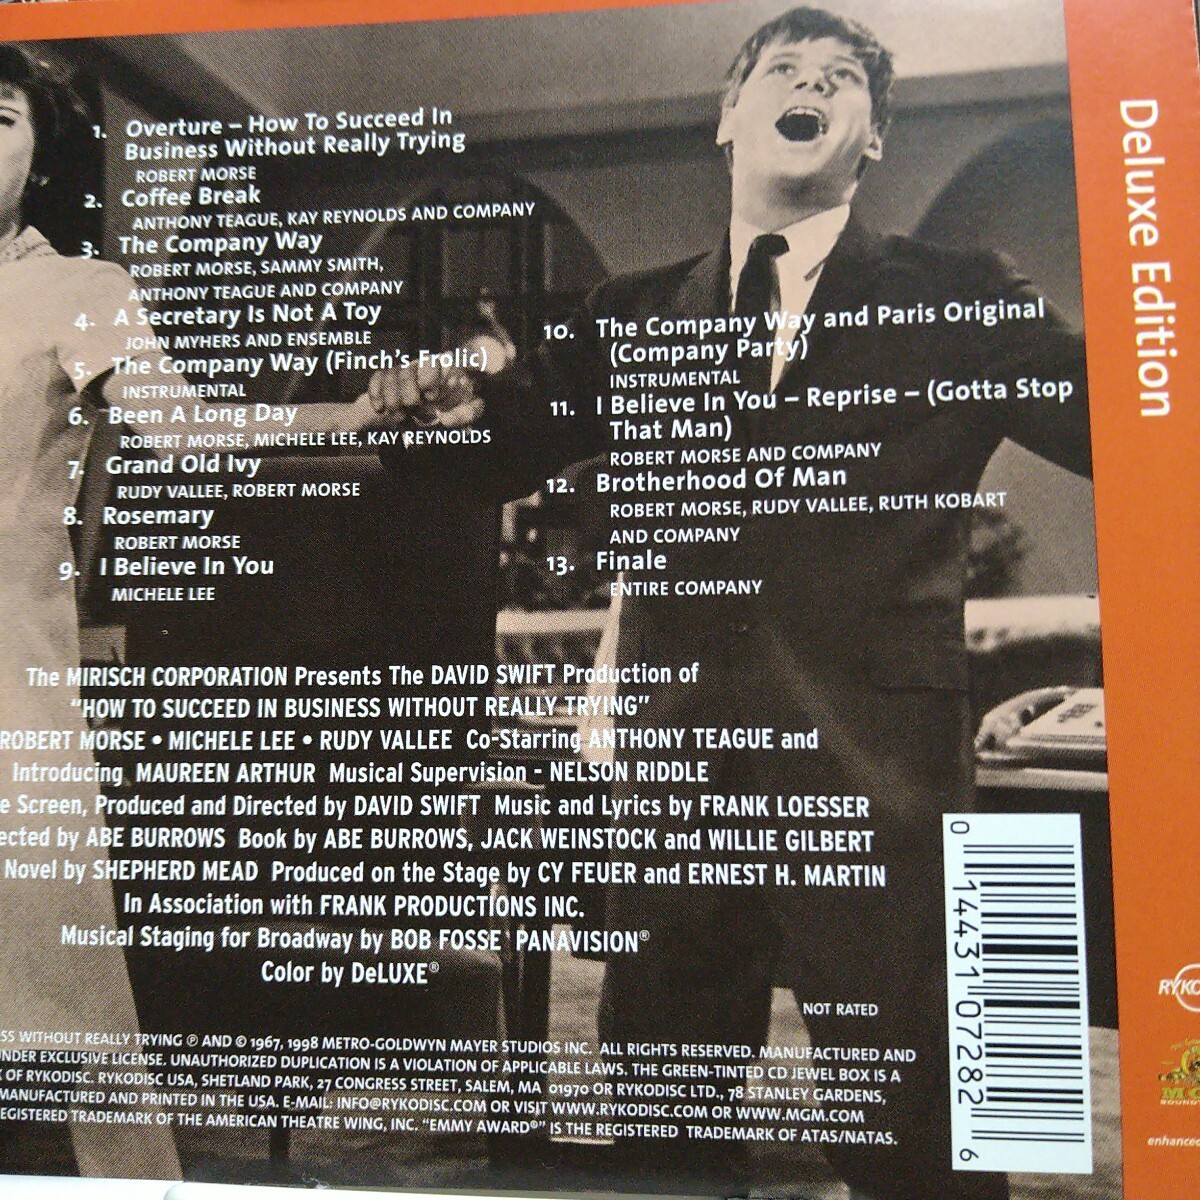 1. Overture – How To Succeed In
Business Without Really Trying
ROBERT MORSE
2. Coffee Break
ANTHONY TEAGUE, KAY REYNOLDS AND COMPANY
3. The Company Way
ROBERT MORSE, SAMMY SMITH,
ANTHONY TEAGUE AND COMPANY
4. A Secretary Is Not A Toy
JOHN MYHERS AND ENSEMBLE
5. The Company Way (Finch's Frolic)
INSTRUMENTAL
6. Been A Long Day
ROBERT MORSE, MICHELE LEE, KAY REYNOLDS
7. Grand Old Ivy
RUDY VALLEE, ROBERT MORSE
8. Rosemary
ROBERT MORSE
9. I Believe In You
MICHELE LEE
10. The Company Way and Paris Original
(Company Party)
INSTRUMENTAL
11. I Believe In You – Reprise – (Gotta Stop
That Man)
ROBERT MORSE AND COMPANY
12. Brotherhood Of Man
ROBERT MORSE, RUDY VALLEE, RUTH KOBART
AND COMPANY
13. Finale
ENTIRE COMPANY
The MIRISCH CORPORATION Presents The DAVID SWIFT Production of
"HOW TO SUCCEED IN BUSINESS WITHOUT REALLY TRYING"
ROBERT MORSE • MICHELE LEE • RUDY VALLEE Co-Starring ANTHONY TEAGUE and
Introducing MAUREEN ARTHUR Musical Supervision - NELSON RIDDLE
Screen, Produced and Directed by DAVID SWIFT Music and Lyrics by FRANK LOESSER
ected by ABE BURROWS Book by ABE BURROWS, JACK WEINSTOCK and WILLIE GILBERT
Novel by SHEPHERD MEAD Produced on the Stage by CY FEUER and ERNEST H. MARTIN
In Association with FRANK PRODUCTIONS INC.
Musical Staging for Broadway by BOB FOSSE PANAVISION®
Color by DeLUXE®
NOT RATED
SS WITHOUT REALLY TRYING ℗ AND © 1967, 1998 METRO-GOLDWYN MAYER STUDIOS INC. ALL RIGHTS RESERVED. MANUFACTURED AND
NDER EXCLUSIVE LICENSE. UNAUTHORIZED DUPLICATION IS A VIOLATION OF APPLICABLE LAWS. THE GREEN-TINTED CD JEWEL BOX IS A
OF RYKODISC. RYKODISC USA, SHETLAND PARK, 27 CONGRESS STREET, SALEM, MA 01970 OR RYKODISC LTD., 78 STANLEY GARDENS,
MANUFACTURED AND PRINTED IN THE USA. E-MAIL: INFO@RYKODISC.COM OR VISIT WWW.RYKODISC.COM OR WWW.MGM.COM
EGISTERED TRADEMARK OF THE AMERICAN THEATRE WING, INC. "EMMY AWARD®" IS THE REGISTERED TRADEMARK OF ATAS/NATAS.
Deluxe Edition
0 14431 07282 6
RYKO
enhanced